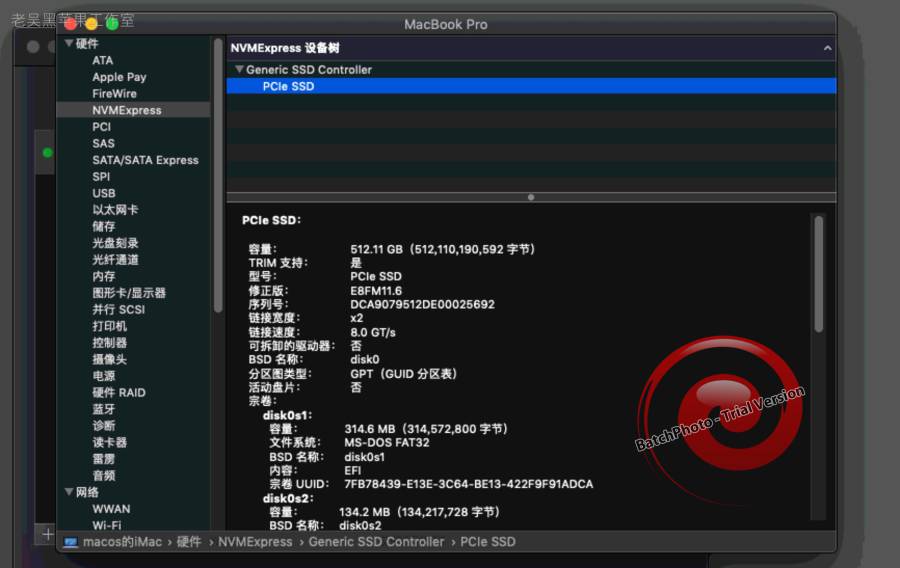 老吴黑苹果工作室
MacBook Pro
硬件
ATA
Apple Pay
FireWire
NVMExpress
PCI
SAS
SATA/SATA Express
SPI
USB
以太网卡
储存
光盘刻录
光纤通道
内存
图形卡/显示器
并行 SCSI
打印机
控制器
摄像头
电源
硬件 RAID
蓝牙
诊断
读卡器
雷雳
音频
网络
WWAN
Wi-Fi
NVMExpress 设备树
Generic SSD Controller
PCIe SSD
PCIe SSD:
容量： 512.11 GB（512,110,190,592 字节）
TRIM 支持： 是
型号： PCIe SSD
修正版： E8FM11.6
序列号： DCA9079512DE00025692
链接宽度： x2
链接速度： 8.0 GT/s
可拆卸的驱动器： 否
BSD 名称： disk0
分区图类型： GPT（GUID 分区表）
活动盘片： 否
宗卷：
disk0s1:
容量： 314.6 MB（314,572,800 字节）
文件系统： MS-DOS FAT32
BSD 名称： disk0s1
内容： EFI
宗卷 UUID： 7FB78439-E13E-3C64-BE13-422F9F91ADCA
disk0s2:
容量： 134.2 MB（134,217,728 字节）
BSD 名称： disk0s2
BatchPhoto - Trial Version
macos的iMac › 硬件 › NVMExpress › Generic SSD Controller › PCIe SSD